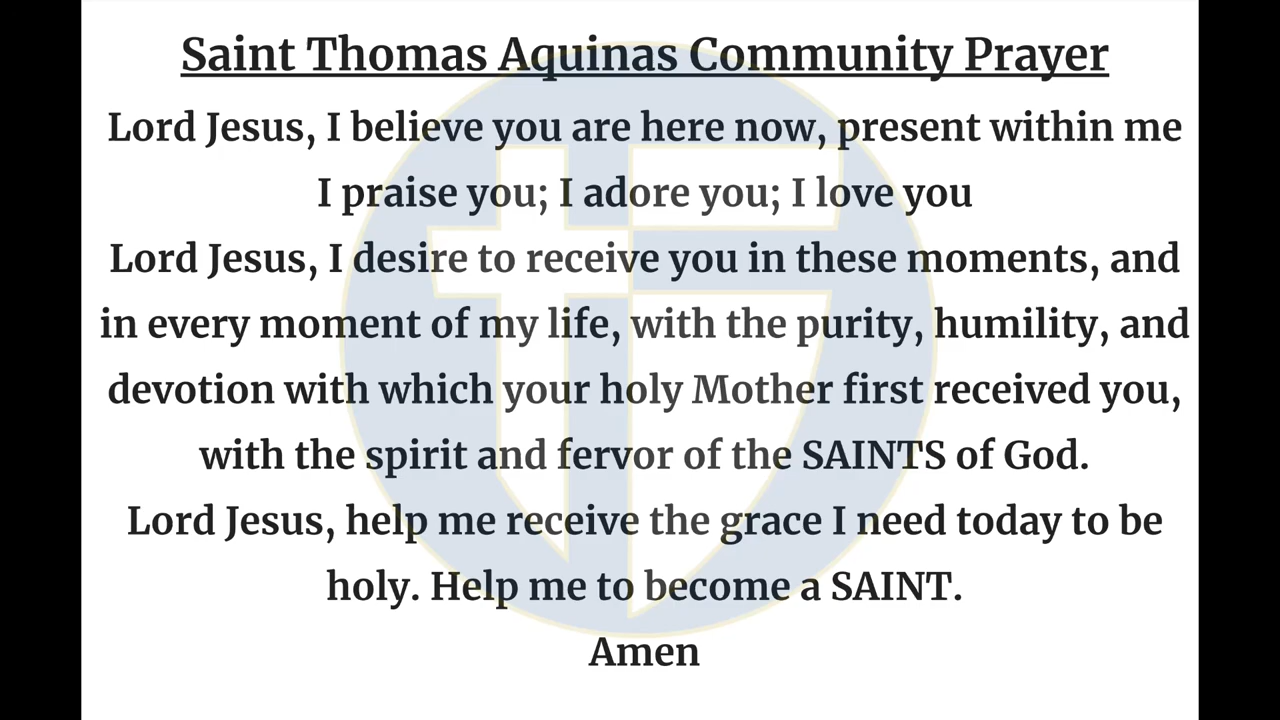 Saint Thomas Aquinas Community Prayer
Lord Jesus, I believe you are here now, present within me
I praise you; I adore you; I love you
Lord Jesus, I desire to receive you in these moments, and
in every moment of my life, with the purity, humility, and
devotion with which your holy Mother first received you,
with the spirit and fervor of the SAINTS of God.
Lord Jesus, help me receive the grace I need today to be
holy. Help me to become a SAINT.
Amen